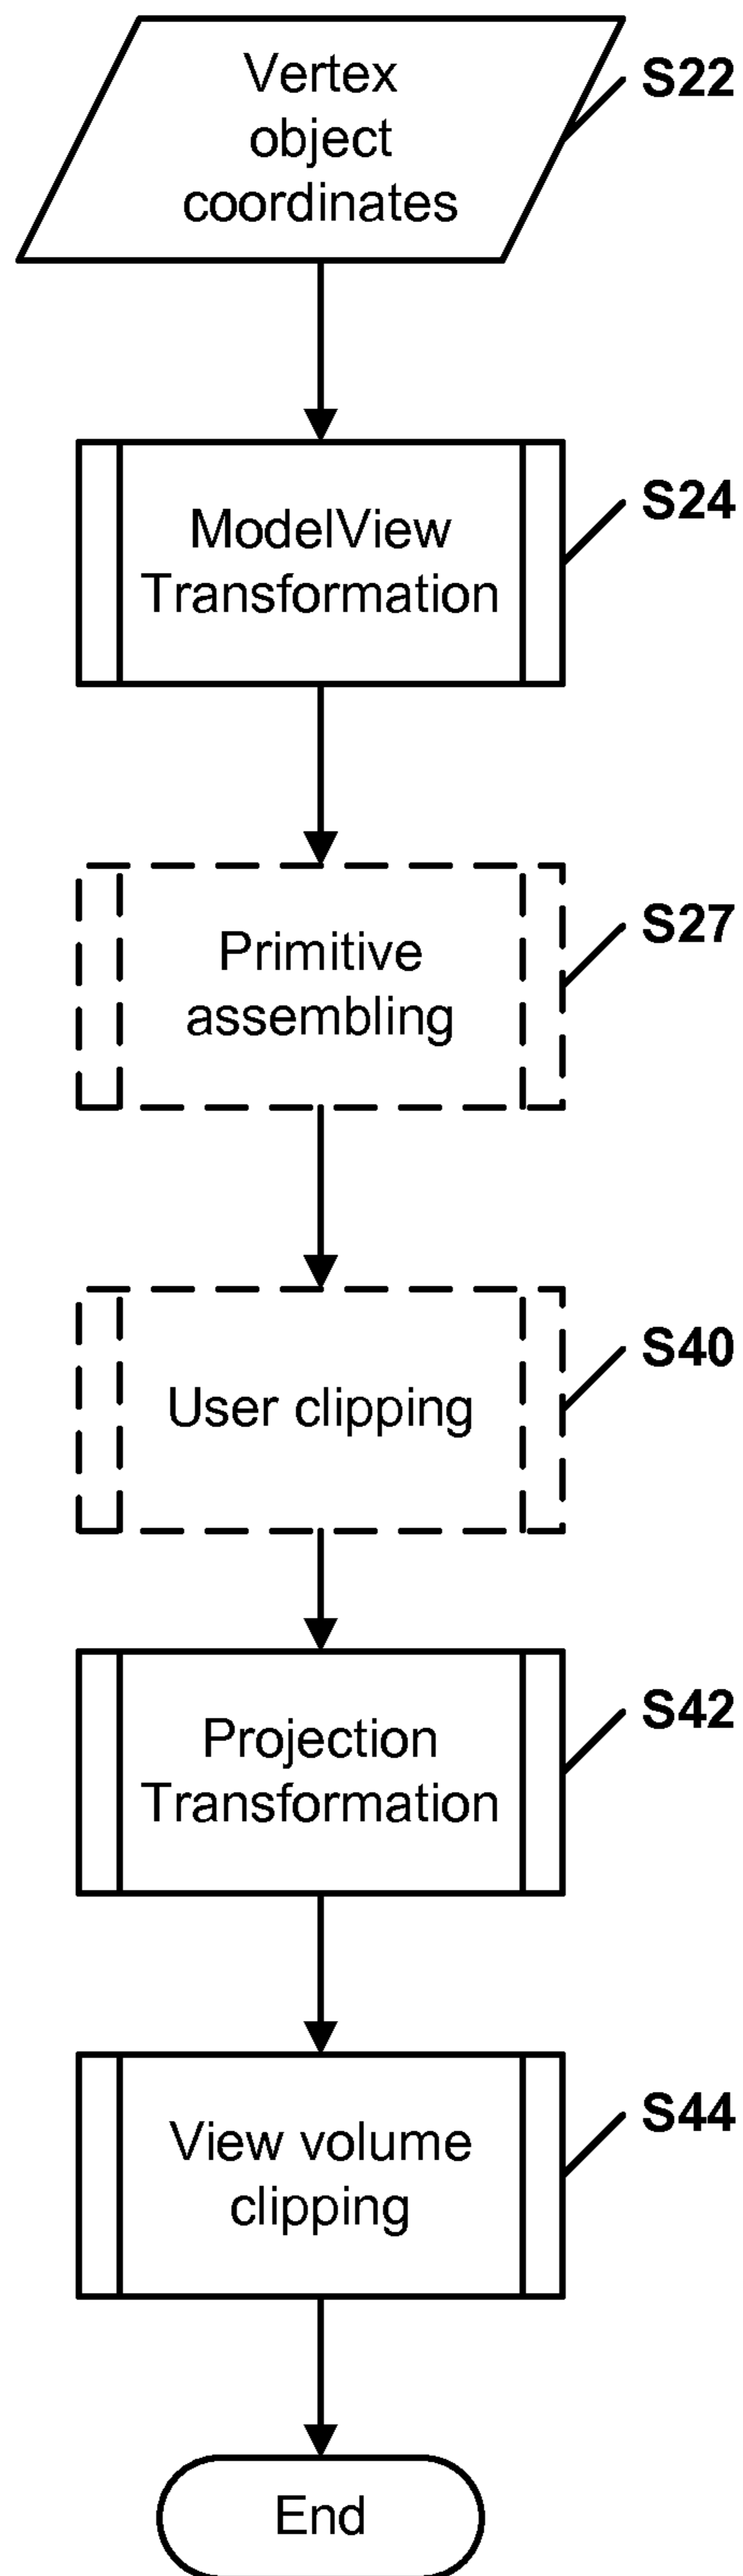 Vertex
object
coordinates
S22
ModelView
Transformation
S24
Primitive
assembling
S27
User clipping
S40
Projection
Transformation
S42
View volume
clipping
S44
End